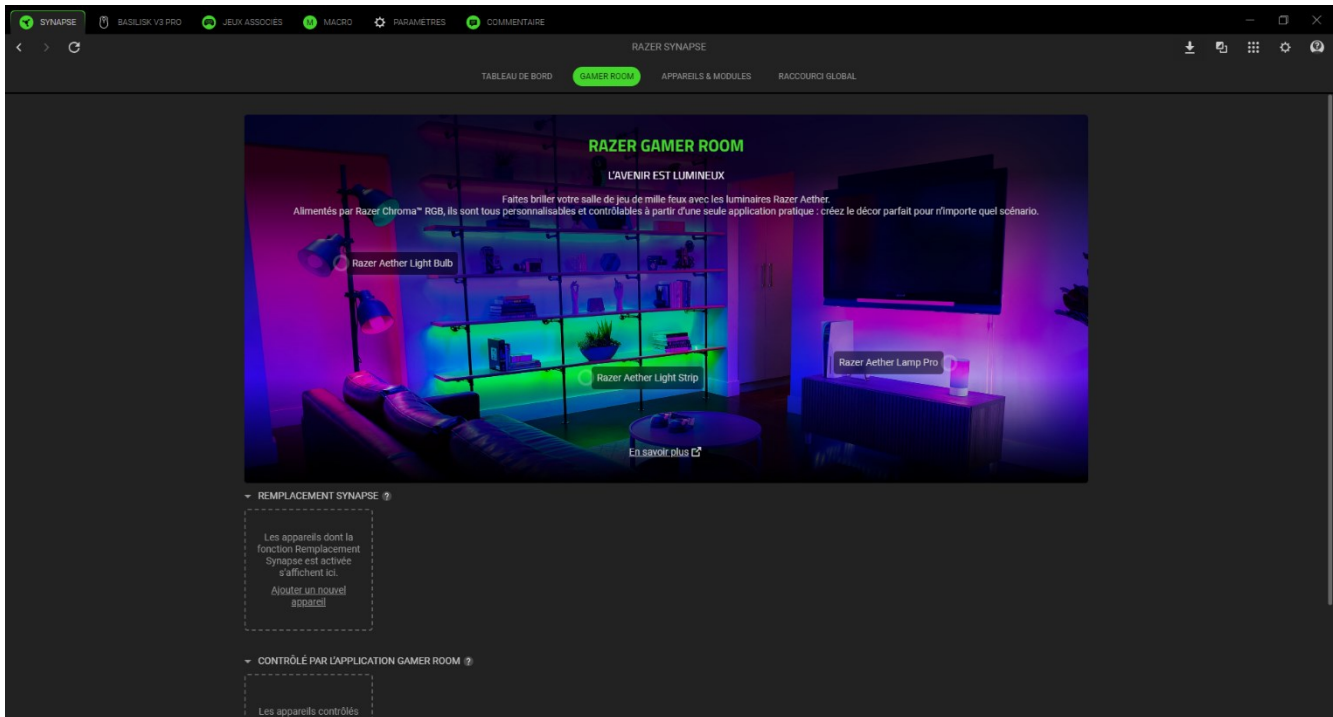 SYNAPSE
BASILISK V3 PRO
JEUX ASSOCIÉS
MACRO
PARAMÈTRES
COMMENTAIRE
RAZER SYNAPSE
TABLEAU DE BORD
GAMER ROOM
APPAREILS & MODULES
RACCOURCI GLOBAL
RAZER GAMER ROOM
L'AVENIR EST LUMINEUX
Faites briller votre salle de jeu de mille feux avec les luminaires Razer Aether.
Alimentés par Razer Chroma™ RGB, ils sont tous personnalisables et contrôlables à partir d'une seule application pratique : créez le décor parfait pour n'importe quel scénario.
Razer Aether Light Bulb
Razer Aether Lamp Pro
Razer Aether Light Strip
En savoir plus
REMPLACEMENT SYNAPSE ?
Les appareils dont la
fonction Remplacement
Synapse est activée
s'affichent ici.
Ajouter un nouvel
appareil
CONTRÔLÉ PAR L'APPLICATION GAMER ROOM ?
Les appareils contrôlés